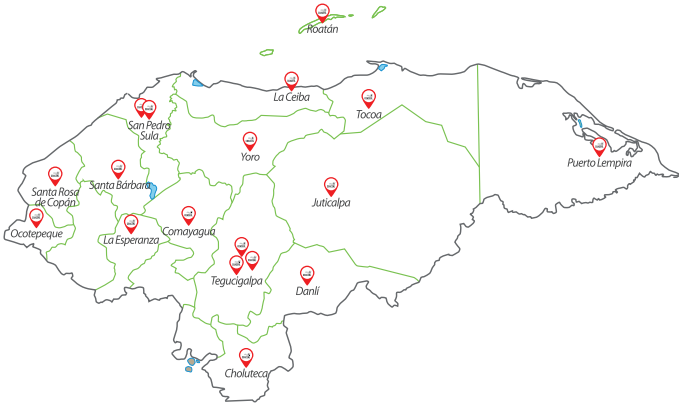 Roatán
La Ceiba
Tocoa
San Pedro
Sula
Yoro
Puerto Lempira
Santa Bárbara
Santa Rosa
de Copán
Juticalpa
Ocotepeque
La Esperanza
Comayagua
Tegucigalpa
Danlí
Choluteca